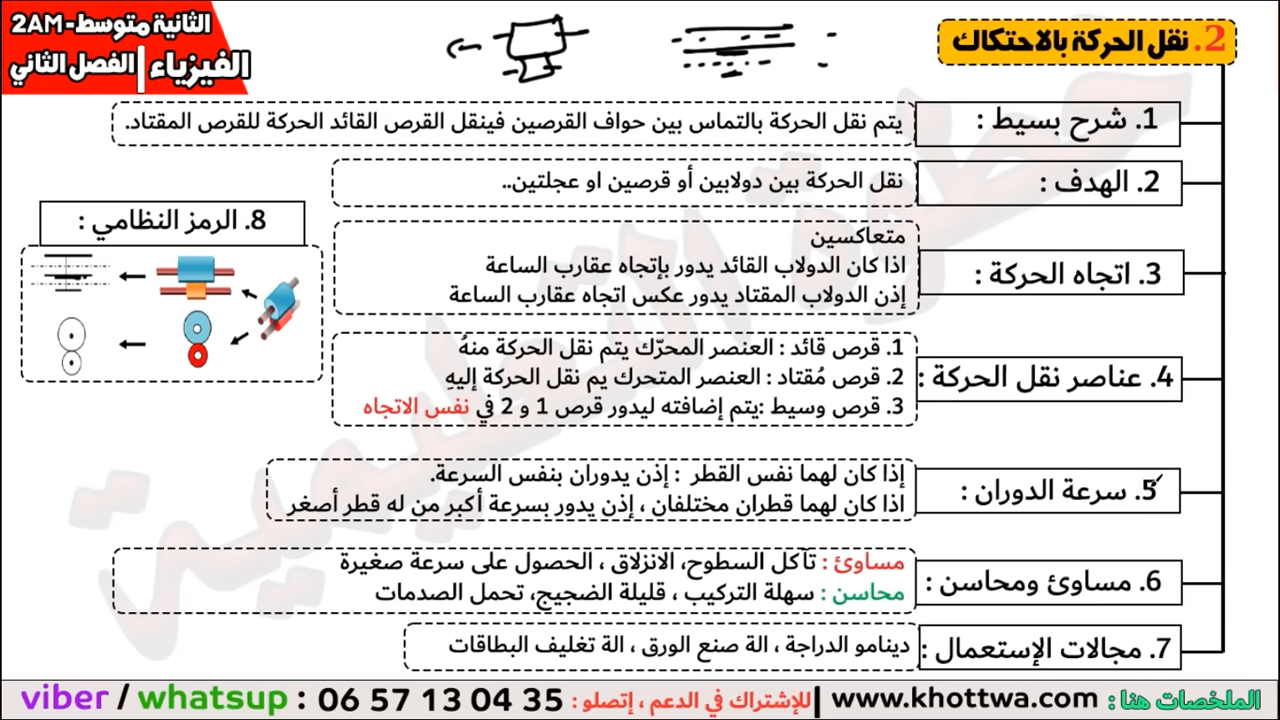 الثانية متوسط- 2AM
الفيزياء | الفصل الثاني
2. نقل الحركة بالاحتكاك
1. شرح بسيط :
يتم نقل الحركة بالتماس بين حواف القرصين فينقل القرص القائد الحركة للقرص المقتاد.
2. الهدف :
نقل الحركة بين دولابين أو قرصين او عجلتين..
3. اتجاه الحركة :
متعاكسين
اذا كان الدولاب القائد يدور بإتجاه عقارب الساعة
إذن الدولاب المقتاد يدور عكس اتجاه عقارب الساعة
4. عناصر نقل الحركة :
1. قرص قائد : العنصر المحرّك يتم نقل الحركة منهُ
2. قرص مُقتاد : العنصر المتحرك يم نقل الحركة إليهِ
3. قرص وسيط :يتم إضافته ليدور قرص 1 و 2 في نفس الاتجاه
5. سرعة الدوران :
إذا كان لهما نفس القطر : إذن يدوران بنفس السرعة.
اذا كان لهما قطران مختلفان ، إذن يدور بسرعة أكبر من له قطر أصغر
6. مساوئ ومحاسن :
مساوئ : تآكل السطوح، الانزلاق ، الحصول على سرعة صغيرة
محاسن : سهلة التركيب ، قليلة الضجيج، تحمل الصدمات
7. مجالات الإستعمال :
دينامو الدراجة ، الة صنع الورق ، الة تغليف البطاقات
8. الرمز النظامي :
خطوة التعليمية
الملخصات هنا : www.khottwa.com | للإشتراك في الدعم ، إتصلو : viber / whatsup : 06 57 13 04 35